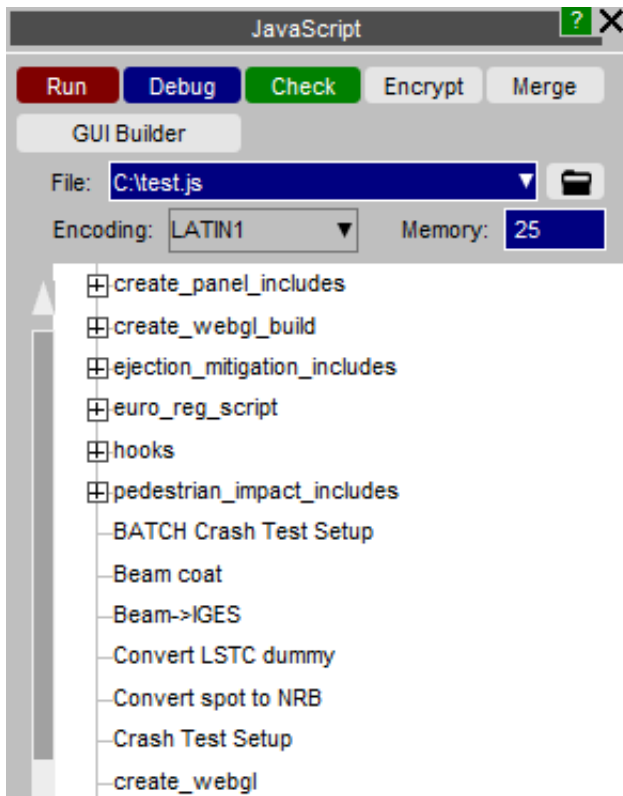 JavaScript ?
Run Debug Check Encrypt Merge
GUI Builder
File: C:\test.js
Encoding: LATIN1 Memory: 25
create_panel_includes
create_webgl_build
ejection_mitigation_includes
euro_reg_script
hooks
pedestrian_impact_includes
BATCH Crash Test Setup
Beam coat
Beam->IGES
Convert LSTC dummy
Convert spot to NRB
Crash Test Setup
create_webgl